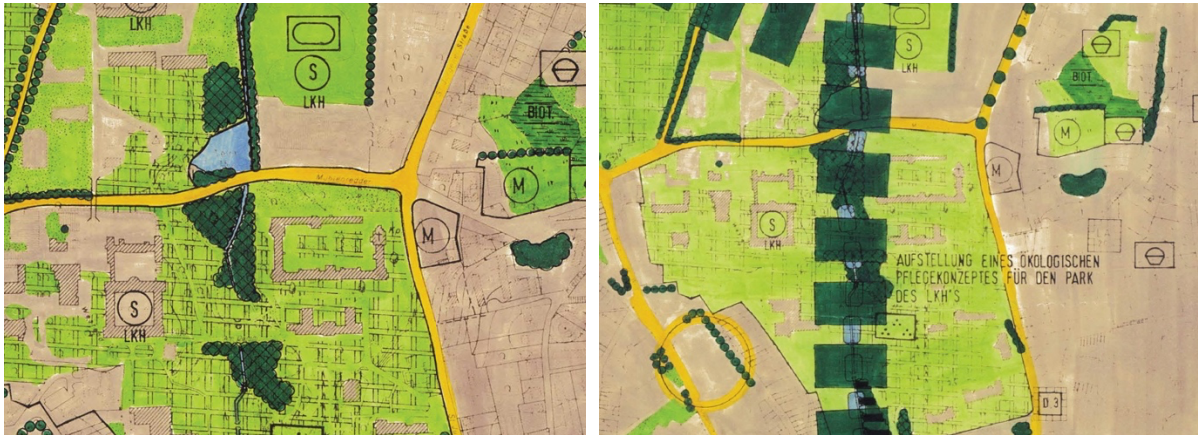 LKH
S
LKH
BIOT.
M
M
S
LKH
S
LKH
BIOT.
M
M
S
LKH
AUFSTELLUNG EINES ÖKOLOGISCHEN
PFLEGEKONZEPTES FÜR DEN PARK
DES LKH'S
D 3